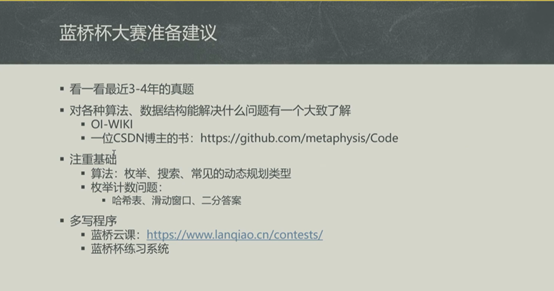 蓝桥杯大赛准备建议
看一看最近3-4年的真题
对各种算法、数据结构能解决什么问题有一个大致了解
OI-WIKI
一位CSDN博主的书：https://github.com/metaphysis/Code
注重基础
算法：枚举、搜索、常见的动态规划类型
枚举计数问题：
哈希表、滑动窗口、二分答案
多写程序
蓝桥云课：https://www.lanqiao.cn/contests/
蓝桥杯练习系统